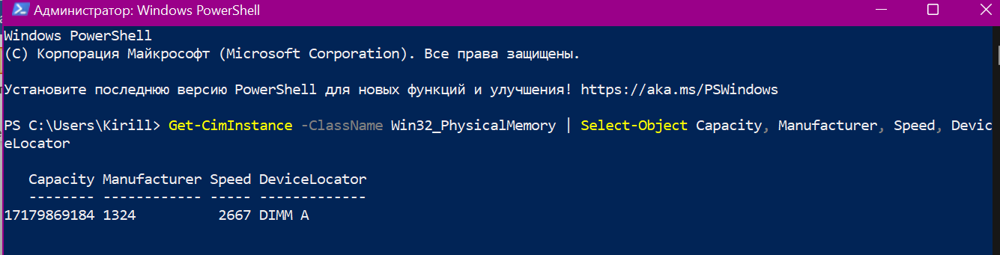 Администратор: Windows PowerShell
Windows PowerShell
(C) Корпорация Майкрософт (Microsoft Corporation). Все права защищены.
Установите последнюю версию PowerShell для новых функций и улучшения! https://aka.ms/PSWindows
PS C:\Users\Kirill> Get-CimInstance -ClassName Win32_PhysicalMemory | Select-Object Capacity, Manufacturer, Speed, Devic
eLocator
   Capacity Manufacturer Speed DeviceLocator
   -------- ------------ ----- -------------
17179869184 1324          2667 DIMM A